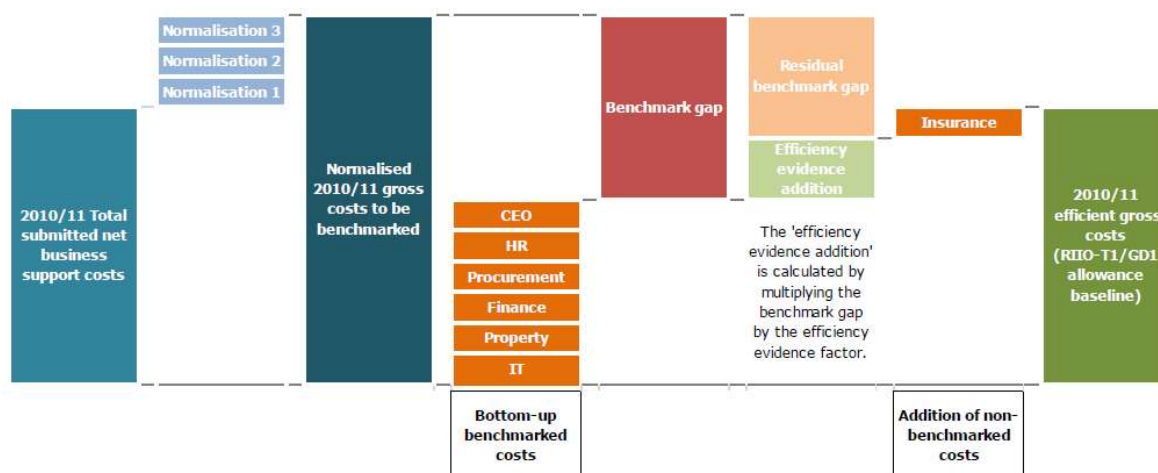 Normalisation 3
Normalisation 2
Normalisation 1
2010/11 Total
submitted net
business
support costs
Normalised
2010/11 gross
costs to be
benchmarked
CEO
HR
Procurement
Finance
Property
IT
Bottom-up
benchmarked
costs
Benchmark gap
Residual
benchmark gap
Efficiency
evidence
addition
The 'efficiency
evidence addition'
is calculated by
multiplying the
benchmark gap
by the efficiency
evidence factor.
Insurance
Addition of non-
benchmarked
costs
2010/11
efficient gross
costs
(RIIO-T1/GD1
allowance
baseline)